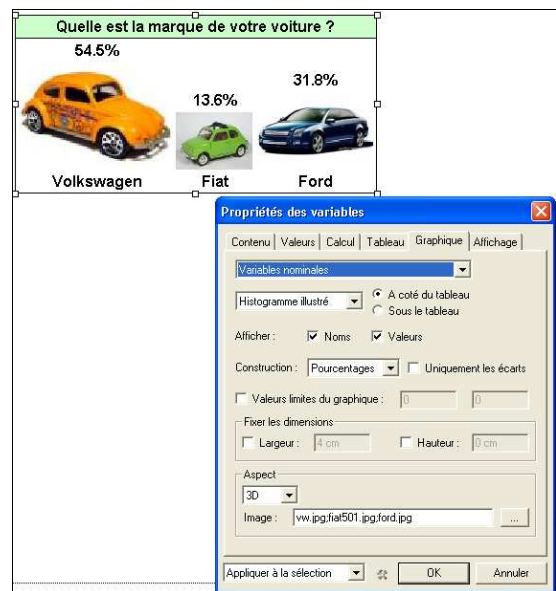 Quelle est la marque de votre voiture ?
54.5%
13.6%
31.8%
Volkswagen Fiat Ford
Propriétés des variables
Contenu Valeurs Calcul Tableau Graphique Affichage
Variables nominales
Histogramme illustré
A coté du tableau
Sous le tableau
Afficher : Noms Valeurs
Construction : Pourcentages Uniquement les écarts
Valeurs limites du graphique : 0 0
Fixer les dimensions
Largeur : 4 cm Hauteur : 0 cm
Aspect
3D
Image : vw.jpg;fiat501.jpg;ford.jpg ...
Appliquer à la sélection OK Annuler